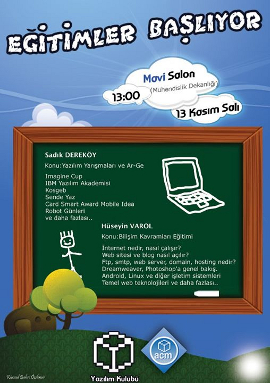 EĞİTİMLER BAŞLIYOR
Mavi Salon
(Mühendislik Dekanlığı)
13:00
13 Kasım Salı
Sadık DEREKÖY
Konu:Yazılım Yarışmaları ve Ar-Ge
Imagine Cup
IBM Yazılım Akademisi
Kosgeb
Sende Yaz
Card Smart Award Mobile Idea
Robot Günleri
ve daha fazlası..
Hüseyin VAROL
Konu:Bilişim Kavramları Eğitimi
İnternet nedir, nasıl çalışır?
Web sitesi ve blog nasıl açılır?
Ftp, smtp, web server, domain, hosting nedir?
Dreamweaver, Photoshop'a genel bakış.
Android, Linux ve diğer işletim sistemleri
Temel web teknolojileri ve daha fazlası..
acm
Yazılım Kulübü